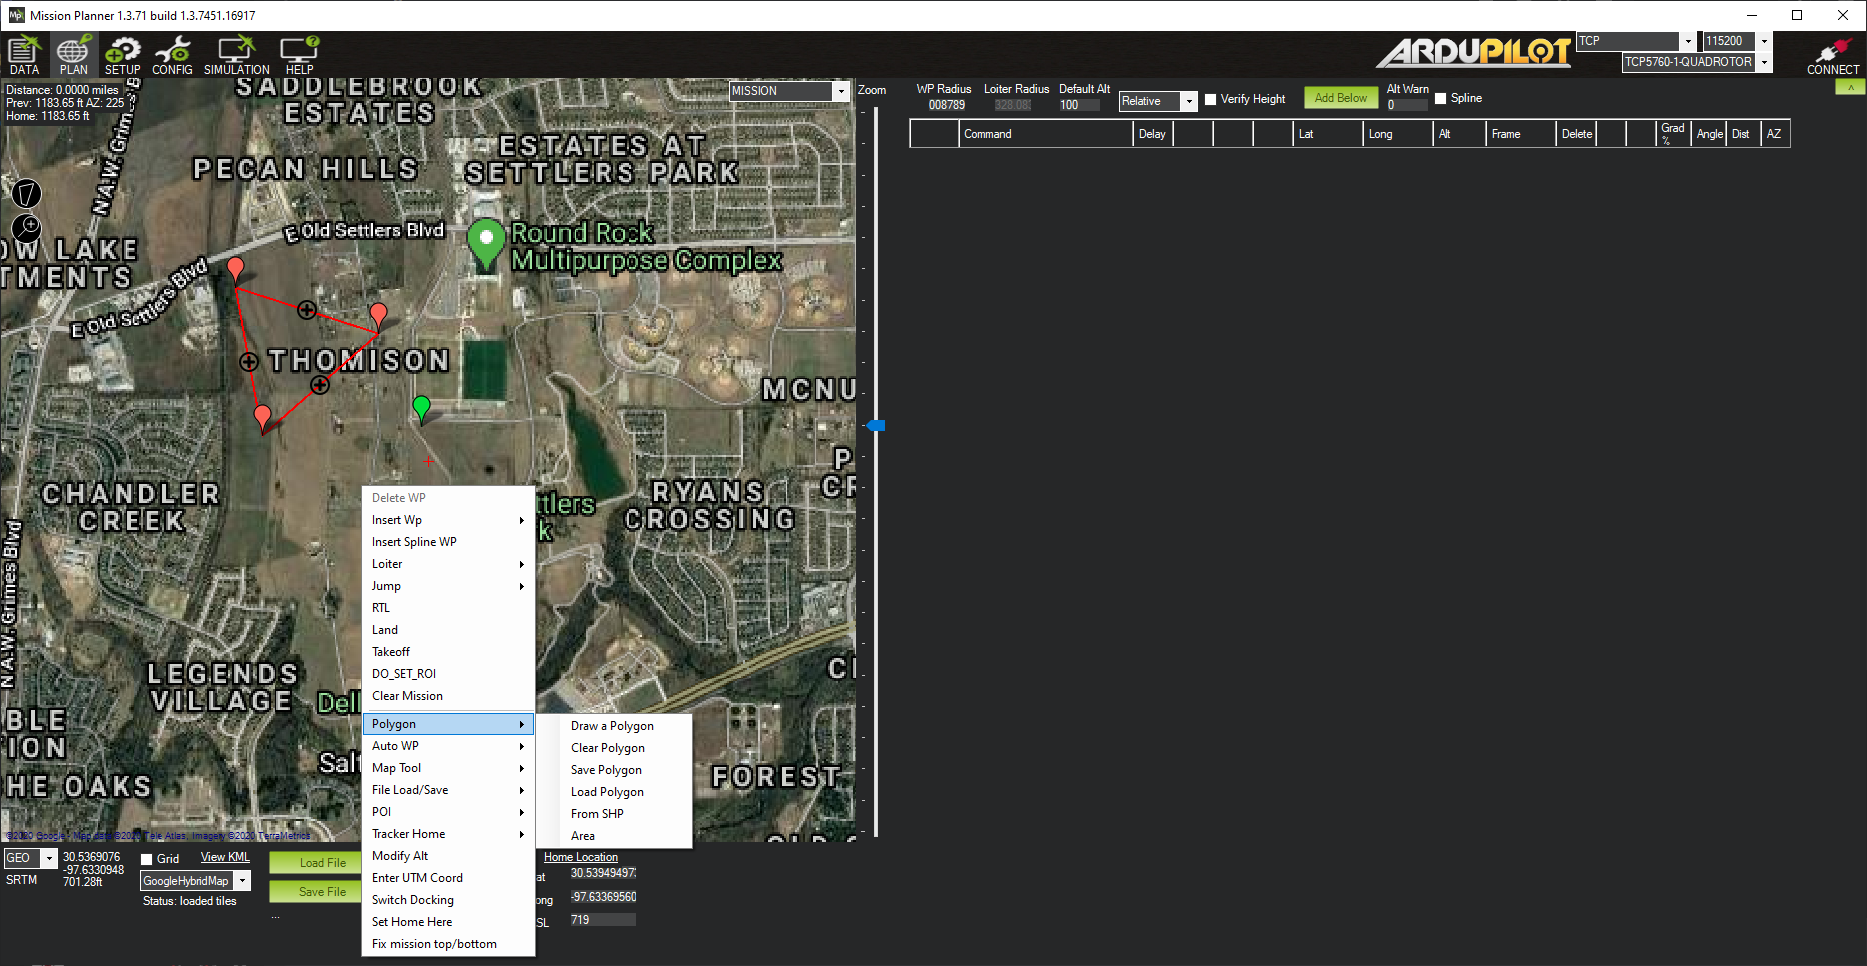 Mission Planner 1.3.71 build 1.3.7451.16917
DATA
PLAN
SETUP
CONFIG
SIMULATION
HELP
ARDUPILOT
TCP
115200
TCP5760-1-QUADROTOR
CONNECT
Distance: 0.0000 miles
Prev: 1183.65 ft AZ: 225
Home: 1183.65 ft
MISSION
Zoom
WP Radius
008789
Loiter Radius
328.083
Default Alt
100
Relative
Verify Height
Add Below
Alt Warn
0
Spline
^
Command
Delay
Lat
Long
Alt
Frame
Delete
Grad
%
Angle
Dist
AZ
SADDLEBROOK
ESTATES
PECAN HILLS
ESTATES AT
SETTLERS PARK
N A.W. Grimes B
E Old Settlers Blvd
Round Rock
Multipurpose Complex
OW LAKE
TMENTS
E Old Settlers Blvd
THOMISON
MCNU
CHANDLER
CREEK
ttlers
k
RYANS
CROSSING
P
CR
N A.W. Grimes Blvd
LEGENDS
VILLAGE
Dell
BLE
ION
HE OAKS
Salt
FOREST
©2020 Google - Map data ©2020 Tele Atlas, Imagery ©2020 TerraMetrics
Delete WP
Insert Wp
Insert Spline WP
Loiter
Jump
RTL
Land
Takeoff
DO_SET_ROI
Clear Mission
Polygon
Auto WP
Map Tool
File Load/Save
POI
Tracker Home
Modify Alt
Enter UTM Coord
Switch Docking
Set Home Here
Fix mission top/bottom
Draw a Polygon
Clear Polygon
Save Polygon
Load Polygon
From SHP
Area
GEO
30.5369076
-97.6330948
SRTM
701.28ft
Grid
View KML
GoogleHybridMap
Status: loaded tiles
Load File
Save File
...
Home Location
at
30.539494973
ong
-97.63369560
SL
719